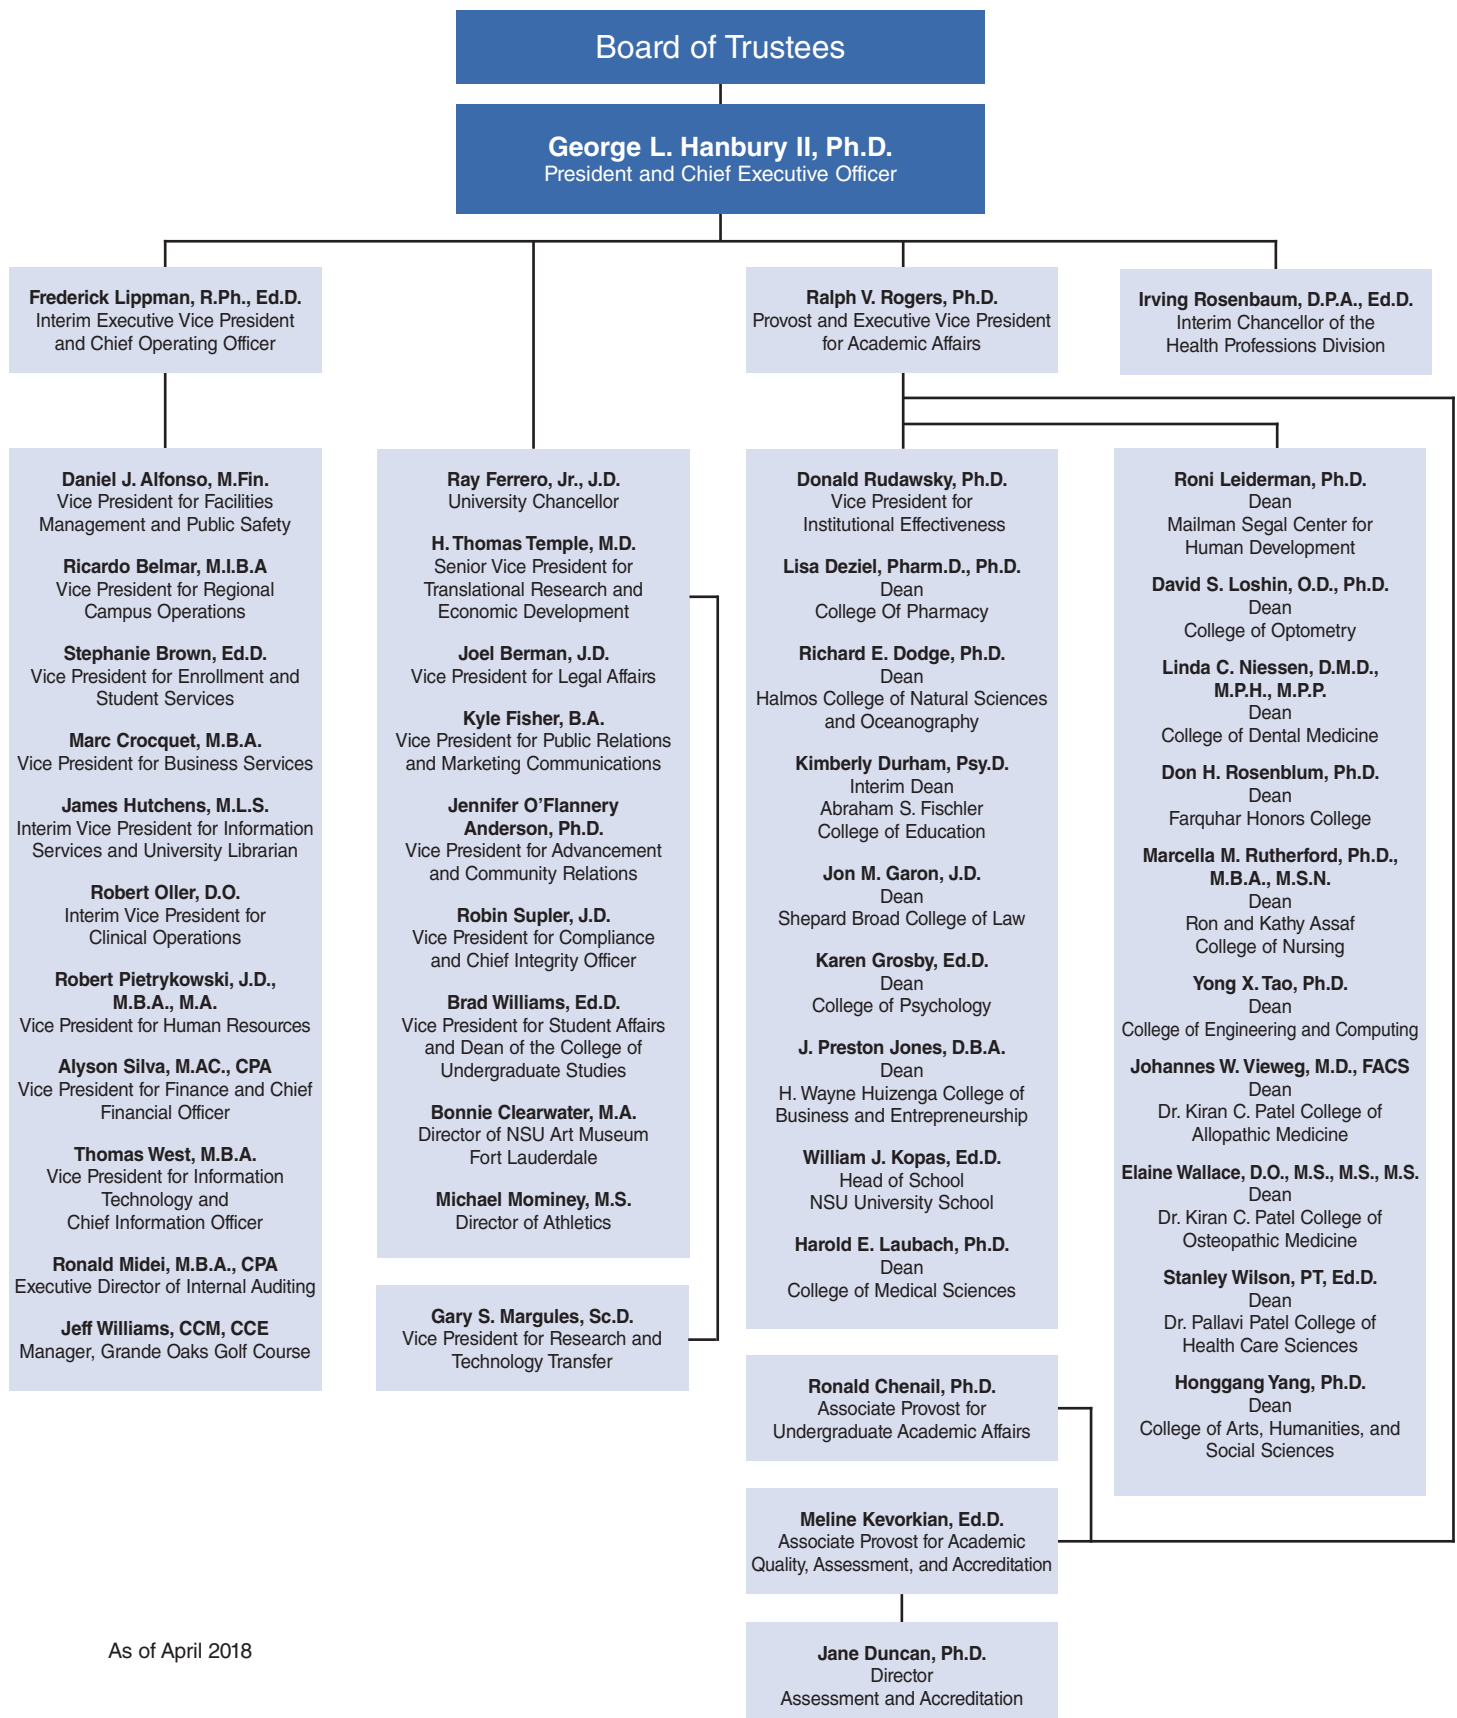 Board of Trustees
George L. Hanbury II, Ph.D.
President and Chief Executive Officer
Frederick Lippman, R.Ph., Ed.D.
Interim Executive Vice President
and Chief Operating Officer
Ralph V. Rogers, Ph.D.
Provost and Executive Vice President
for Academic Affairs
Irving Rosenbaum, D.P.A., Ed.D.
Interim Chancellor of the
Health Professions Division
Daniel J. Alfonso, M.Fin.
Vice President for Facilities
Management and Public Safety
Ricardo Belmar, M.I.B.A
Vice President for Regional
Campus Operations
Stephanie Brown, Ed.D.
Vice President for Enrollment and
Student Services
Marc Crocquet, M.B.A.
Vice President for Business Services
James Hutchens, M.L.S.
Interim Vice President for Information
Services and University Librarian
Robert Oller, D.O.
Interim Vice President for
Clinical Operations
Robert Pietrykowski, J.D.,
M.B.A., M.A.
Vice President for Human Resources
Alyson Silva, M.AC., CPA
Vice President for Finance and Chief
Financial Officer
Thomas West, M.B.A.
Vice President for Information
Technology and
Chief Information Officer
Ronald Midei, M.B.A., CPA
Executive Director of Internal Auditing
Jeff Williams, CCM, CCE
Manager, Grande Oaks Golf Course
Ray Ferrero, Jr., J.D.
University Chancellor
H. Thomas Temple, M.D.
Senior Vice President for
Translational Research and
Economic Development
Joel Berman, J.D.
Vice President for Legal Affairs
Kyle Fisher, B.A.
Vice President for Public Relations
and Marketing Communications
Jennifer O’Flannery
Anderson, Ph.D.
Vice President for Advancement
and Community Relations
Robin Supler, J.D.
Vice President for Compliance
and Chief Integrity Officer
Brad Williams, Ed.D.
Vice President for Student Affairs
and Dean of the College of
Undergraduate Studies
Bonnie Clearwater, M.A.
Director of NSU Art Museum
Fort Lauderdale
Michael Mominey, M.S.
Director of Athletics
Gary S. Margules, Sc.D.
Vice President for Research and
Technology Transfer
Donald Rudawsky, Ph.D.
Vice President for
Institutional Effectiveness
Lisa Deziel, Pharm.D., Ph.D.
Dean
College Of Pharmacy
Richard E. Dodge, Ph.D.
Dean
Halmos College of Natural Sciences
and Oceanography
Kimberly Durham, Psy.D.
Interim Dean
Abraham S. Fischler
College of Education
Jon M. Garon, J.D.
Dean
Shepard Broad College of Law
Karen Grosby, Ed.D.
Dean
College of Psychology
J. Preston Jones, D.B.A.
Dean
H. Wayne Huizenga College of
Business and Entrepreneurship
William J. Kopas, Ed.D.
Head of School
NSU University School
Harold E. Laubach, Ph.D.
Dean
College of Medical Sciences
Ronald Chenail, Ph.D.
Associate Provost for
Undergraduate Academic Affairs
Meline Kevorkian, Ed.D.
Associate Provost for Academic
Quality, Assessment, and Accreditation
Jane Duncan, Ph.D.
Director
Assessment and Accreditation
Roni Leiderman, Ph.D.
Dean
Mailman Segal Center for
Human Development
David S. Loshin, O.D., Ph.D.
Dean
College of Optometry
Linda C. Niessen, D.M.D.,
M.P.H., M.P.P.
Dean
College of Dental Medicine
Don H. Rosenblum, Ph.D.
Dean
Farquhar Honors College
Marcella M. Rutherford, Ph.D.,
M.B.A., M.S.N.
Dean
Ron and Kathy Assaf
College of Nursing
Yong X. Tao, Ph.D.
Dean
College of Engineering and Computing
Johannes W. Vieweg, M.D., FACS
Dean
Dr. Kiran C. Patel College of
Allopathic Medicine
Elaine Wallace, D.O., M.S., M.S., M.S.
Dean
Dr. Kiran C. Patel College of
Osteopathic Medicine
Stanley Wilson, PT, Ed.D.
Dean
Dr. Pallavi Patel College of
Health Care Sciences
Honggang Yang, Ph.D.
Dean
College of Arts, Humanities, and
Social Sciences
As of April 2018